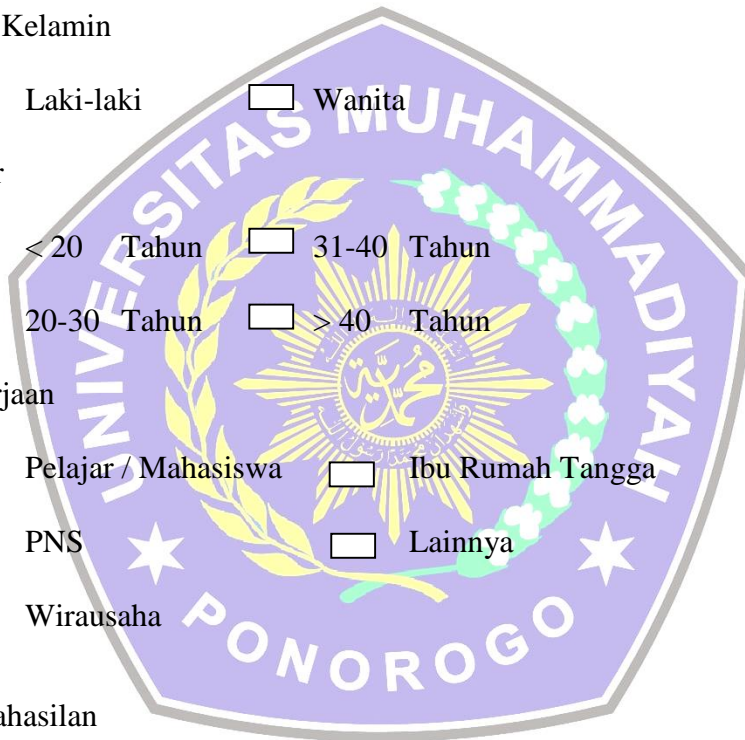 Kelamin
Laki-laki Wanita
r
< 20 Tahun 31-40 Tahun
20-30 Tahun > 40 Tahun
rjaan
Pelajar / Mahasiswa Ibu Rumah Tangga
PNS Lainnya
Wirausaha
ahasilan
UNIVERSITAS MUHAMMADIYAH
PONOROGO
محمدية